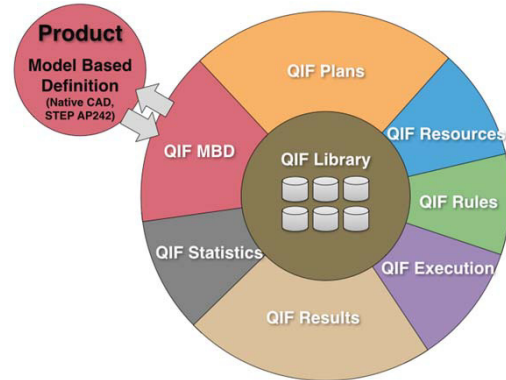 Product
Model Based
Definition
(Native CAD,
STEP AP242)
QIF Plans
QIF Resources
QIF MBD
QIF Library
QIF Rules
QIF Statistics
QIF Execution
QIF Results